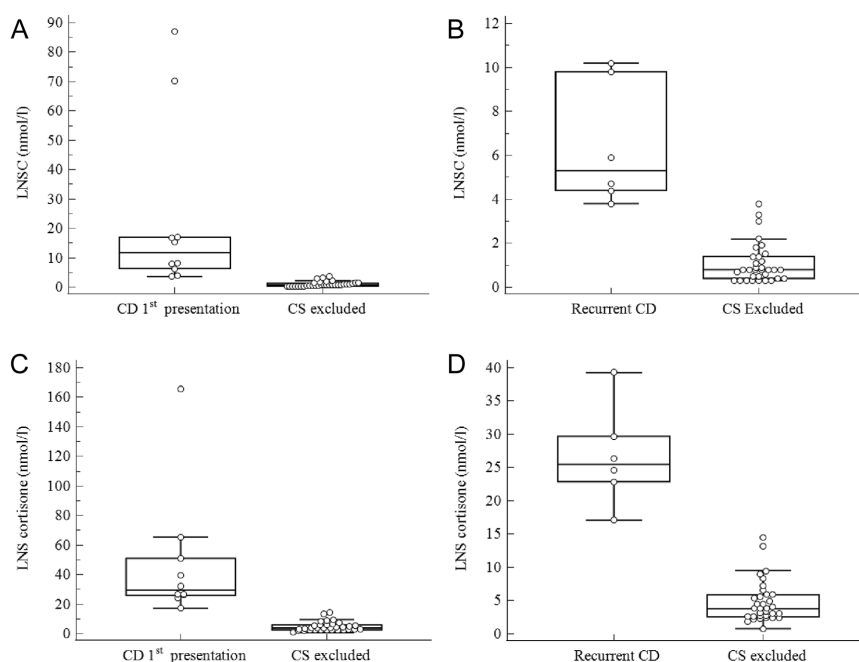 A
90
80
70
60
50
40
30
20
10
0
LNSC (nmol/l)
CD 1st presentation
CS excluded
B
12
10
8
6
4
2
0
LNSC (nmol/l)
Recurrent CD
CS Excluded
C
180
160
140
120
100
80
60
40
20
0
LNS cortisone (nmol/l)
CD 1st presentation
CS excluded
D
40
35
30
25
20
15
10
5
0
LNS cortisone (nmol/l)
Recurrent CD
CS excluded